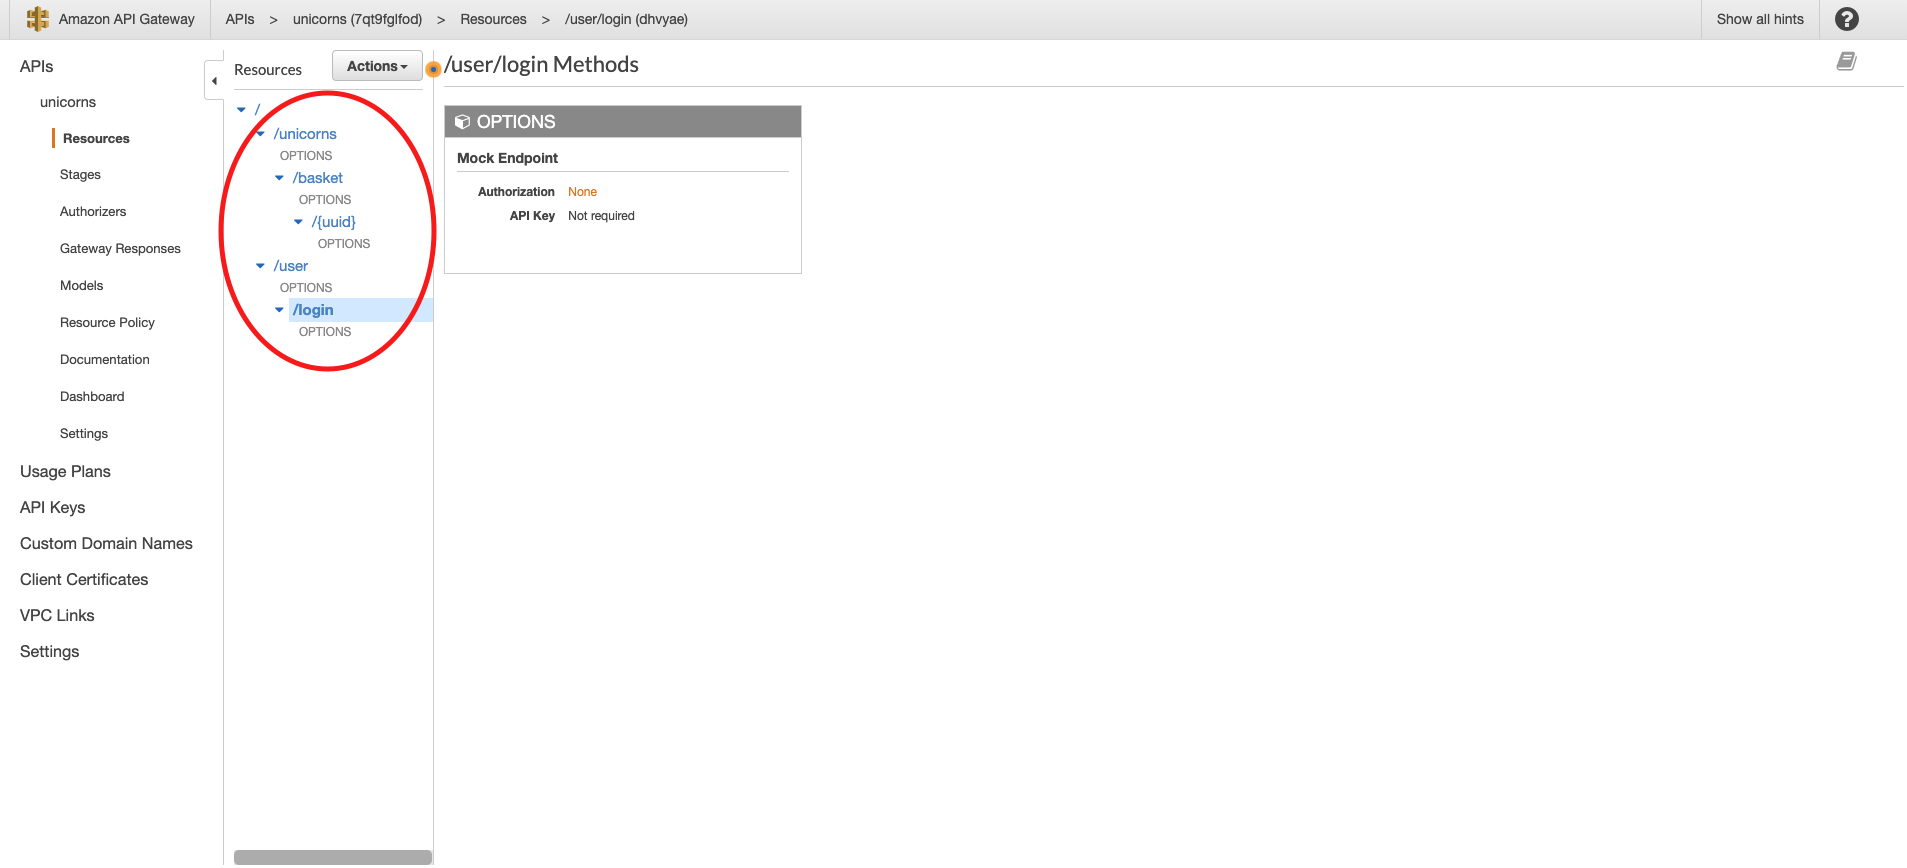 Amazon API Gateway
APIs > unicorns (7qt9fglfod) > Resources > /user/login (dhvyae)
Show all hints
?
APIs
unicorns
Resources
Stages
Authorizers
Gateway Responses
Models
Resource Policy
Documentation
Dashboard
Settings
Usage Plans
API Keys
Custom Domain Names
Client Certificates
VPC Links
Settings
Resources
Actions
/
/unicorns
OPTIONS
/basket
OPTIONS
/{uuid}
OPTIONS
/user
OPTIONS
/login
OPTIONS
/user/login Methods
OPTIONS
Mock Endpoint
Authorization None
API Key Not required